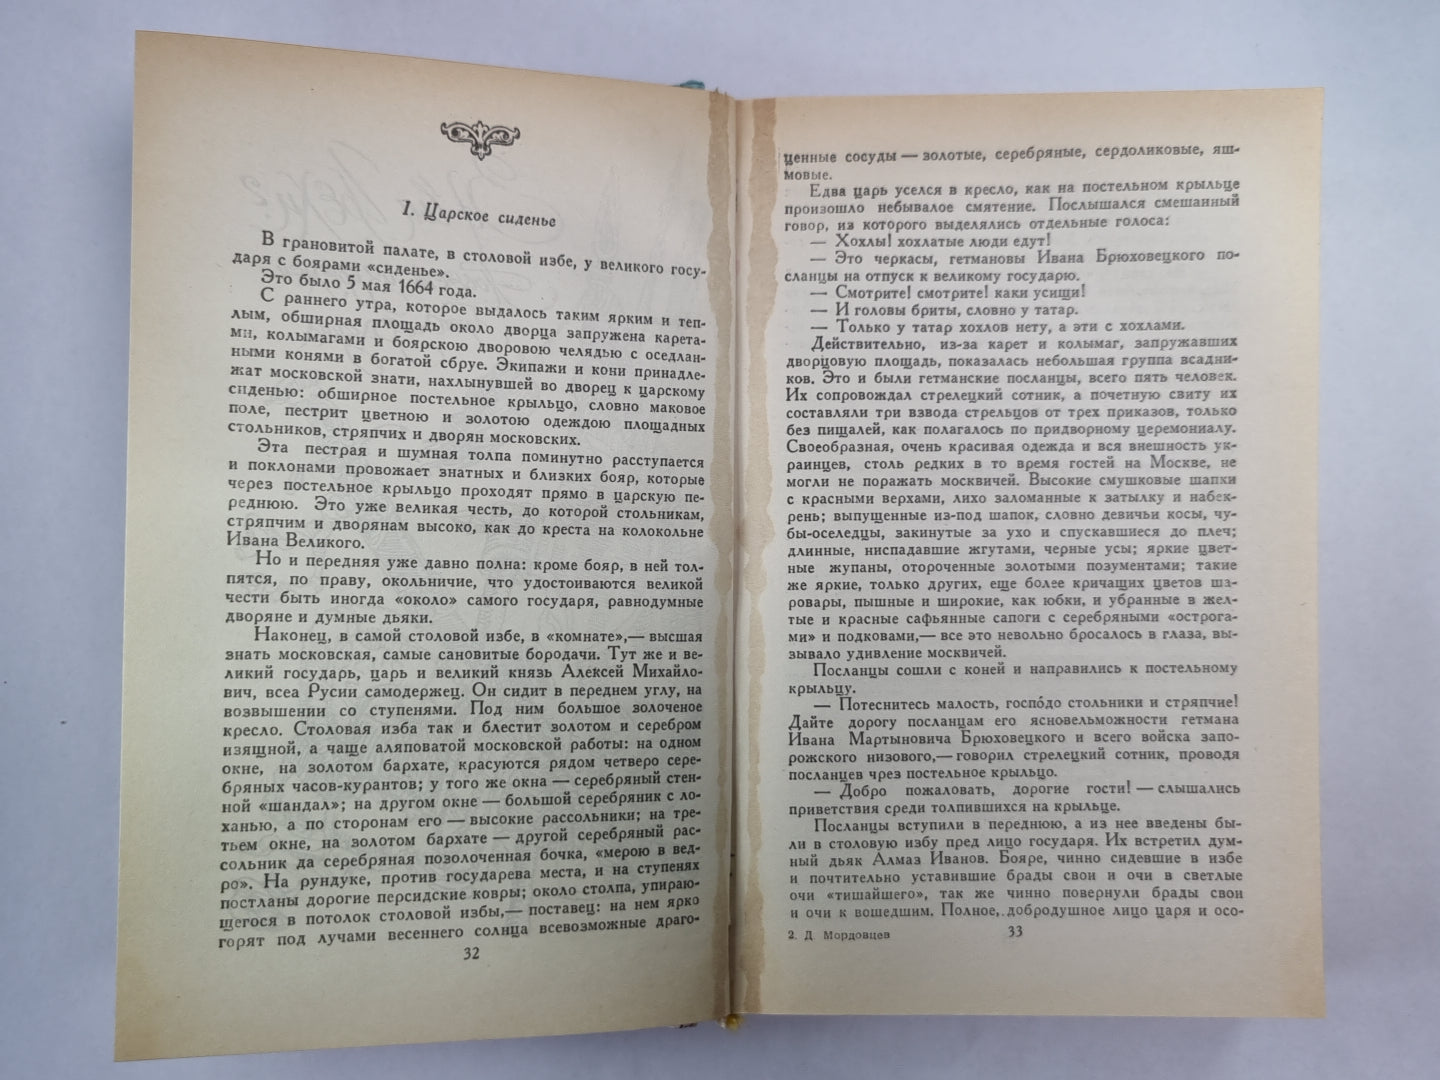 1. Царское сиденье
В грановитой палате, в столовой избе, у великого госу-
даря с боярами «сиденье».
Это было 5 мая 1664 года.
С раннего утра, которое выдалось таким ярким и теп-
лым, обширная площадь около дворца запружена карета-
ми, колымагами и боярскою дворовою челядью с оседлан-
ными конями в богатой сбруе. Экипажи и кони принадле-
жат московской знати, нахлынувшей во дворец к царскому
сиденью: обширное постельное крыльцо, словно маковое
поле, пестрит цветною и золотою одеждою площадных
стольников, стряпчих и дворян московских.
Эта пестрая и шумная толпа поминутно расступается
и поклонами провожает знатных и близких бояр, которые
через постельное крыльцо проходят прямо в царскую пе-
реднюю. Это уже великая честь, до которой стольникам,
стряпчим и дворянам высоко, как до креста на колокольне
Ивана Великого.
Но и передняя уже давно полна: кроме бояр, в ней тол-
пятся, по праву, окольничие, что удостоиваются великой
чести быть иногда «около» самого государя, равнодумные
дворяне и думные дьяки.
Наконец, в самой столовой избе, в «комнате»,— высшая
знать московская, самые сановитые бородачи. Тут же и ве-
ликий государь, царь и великий князь Алексей Михайло-
вич, всеа Русии самодержец. Он сидит в переднем углу, на
возвышении со ступенями. Под ним большое золоченое
кресло. Столовая изба так и блестит золотом и серебром
изящной, а чаще аляповатой московской работы: на одном
окне, на золотом бархате, красуются рядом четверо сере-
бряных часов-курантов; у того же окна — серебряный стен-
ной «шандал»; на другом окне — большой серебряник с ло-
ханью, а по сторонам его — высокие рассольники; на тре-
тьем окне, на золотом бархате — другой серебряный рас-
сольник да серебряная позолоченная бочка, «мерою в вед-
ро». На рундуке, против государева места, и на ступенях
постланы дорогие персидские ковры; около столпа, упираю-
щегося в потолок столовой избы,— поставец: на нем ярко
горят под лучами весеннего солнца всевозможные драго-
32
ценные сосуды — золотые, серебряные, сердоликовые, яш-
мовые.
Едва царь уселся в кресло, как на постельном крыльце
произошло небывалое смятение. Послышался смешанный
говор, из которого выделялись отдельные голоса:
— Хохлы! хохлатые люди едут!
— Это черкасы, гетмановы Ивана Брюховецкого по-
сланцы на отпуск к великому государю.
— Смотрите! смотрите! каки усищи!
— И головы бриты, словно у татар.
— Только у татар хохлов нету, а эти с хохлами.
Действительно, из-за карет и колымаг, запружавших
дворцовую площадь, показалась небольшая группа всадни-
ков. Это и были гетманские посланцы, всего пять человек.
Их сопровождал стрелецкий сотник, а почетную свиту их
составляли три взвода стрельцов от трех приказов, только
без пищалей, как полагалось по придворному церемониалу.
Своеобразная, очень красивая одежда и вся внешность ук-
раинцев, столь редких в то время гостей на Москве, не
могли не поражать москвичей. Высокие смушковые шапки
с красными верхами, лихо заломанные к затылку и набек-
рень; выпущенные из-под шапок, словно девичьи косы, чу-
бы-оселедцы, закинутые за ухо и спускавшиеся до плеч;
длинные, ниспадавшие жгутами, черные усы; яркие цвет-
ные жупаны, отороченные золотыми позументами; такие
же яркие, только других, еще более кричащих цветов ша-
ровары, пышные и широкие, как юбки, и убранные в жел-
тые и красные сафьянные сапоги с серебряными «острога-
ми» и подковами,— все это невольно бросалось в глаза, вы-
зывало удивление москвичей.
Посланцы сошли с коней и направились к постельному
крыльцу.
— Потеснитесь малость, госпóдо стольники и стряпчие!
Дайте дорогу посланцам его ясновельможности гетмана
Ивана Мартыновича Брюховецкого и всего войска запо-
рожского низового,— говорил стрелецкий сотник, проводя
посланцев чрез постельное крыльцо.
— Добро пожаловать, дорогие гости! — слышались
приветствия среди толпившихся на крыльце.
Посланцы вступили в переднюю, а из нее введены бы-
ли в столовую избу пред лицо государя. Их встретил дум-
ный дьяк Алмаз Иванов. Бояре, чинно сидевшие в избе
и почтительно уставившие брады свои и очи в светлые
очи «тишайшего», так же чинно повернули брады свои
и очи к вошедшим. Полное, добродушное лицо царя и осо-
2. Д. Мордовцев
33